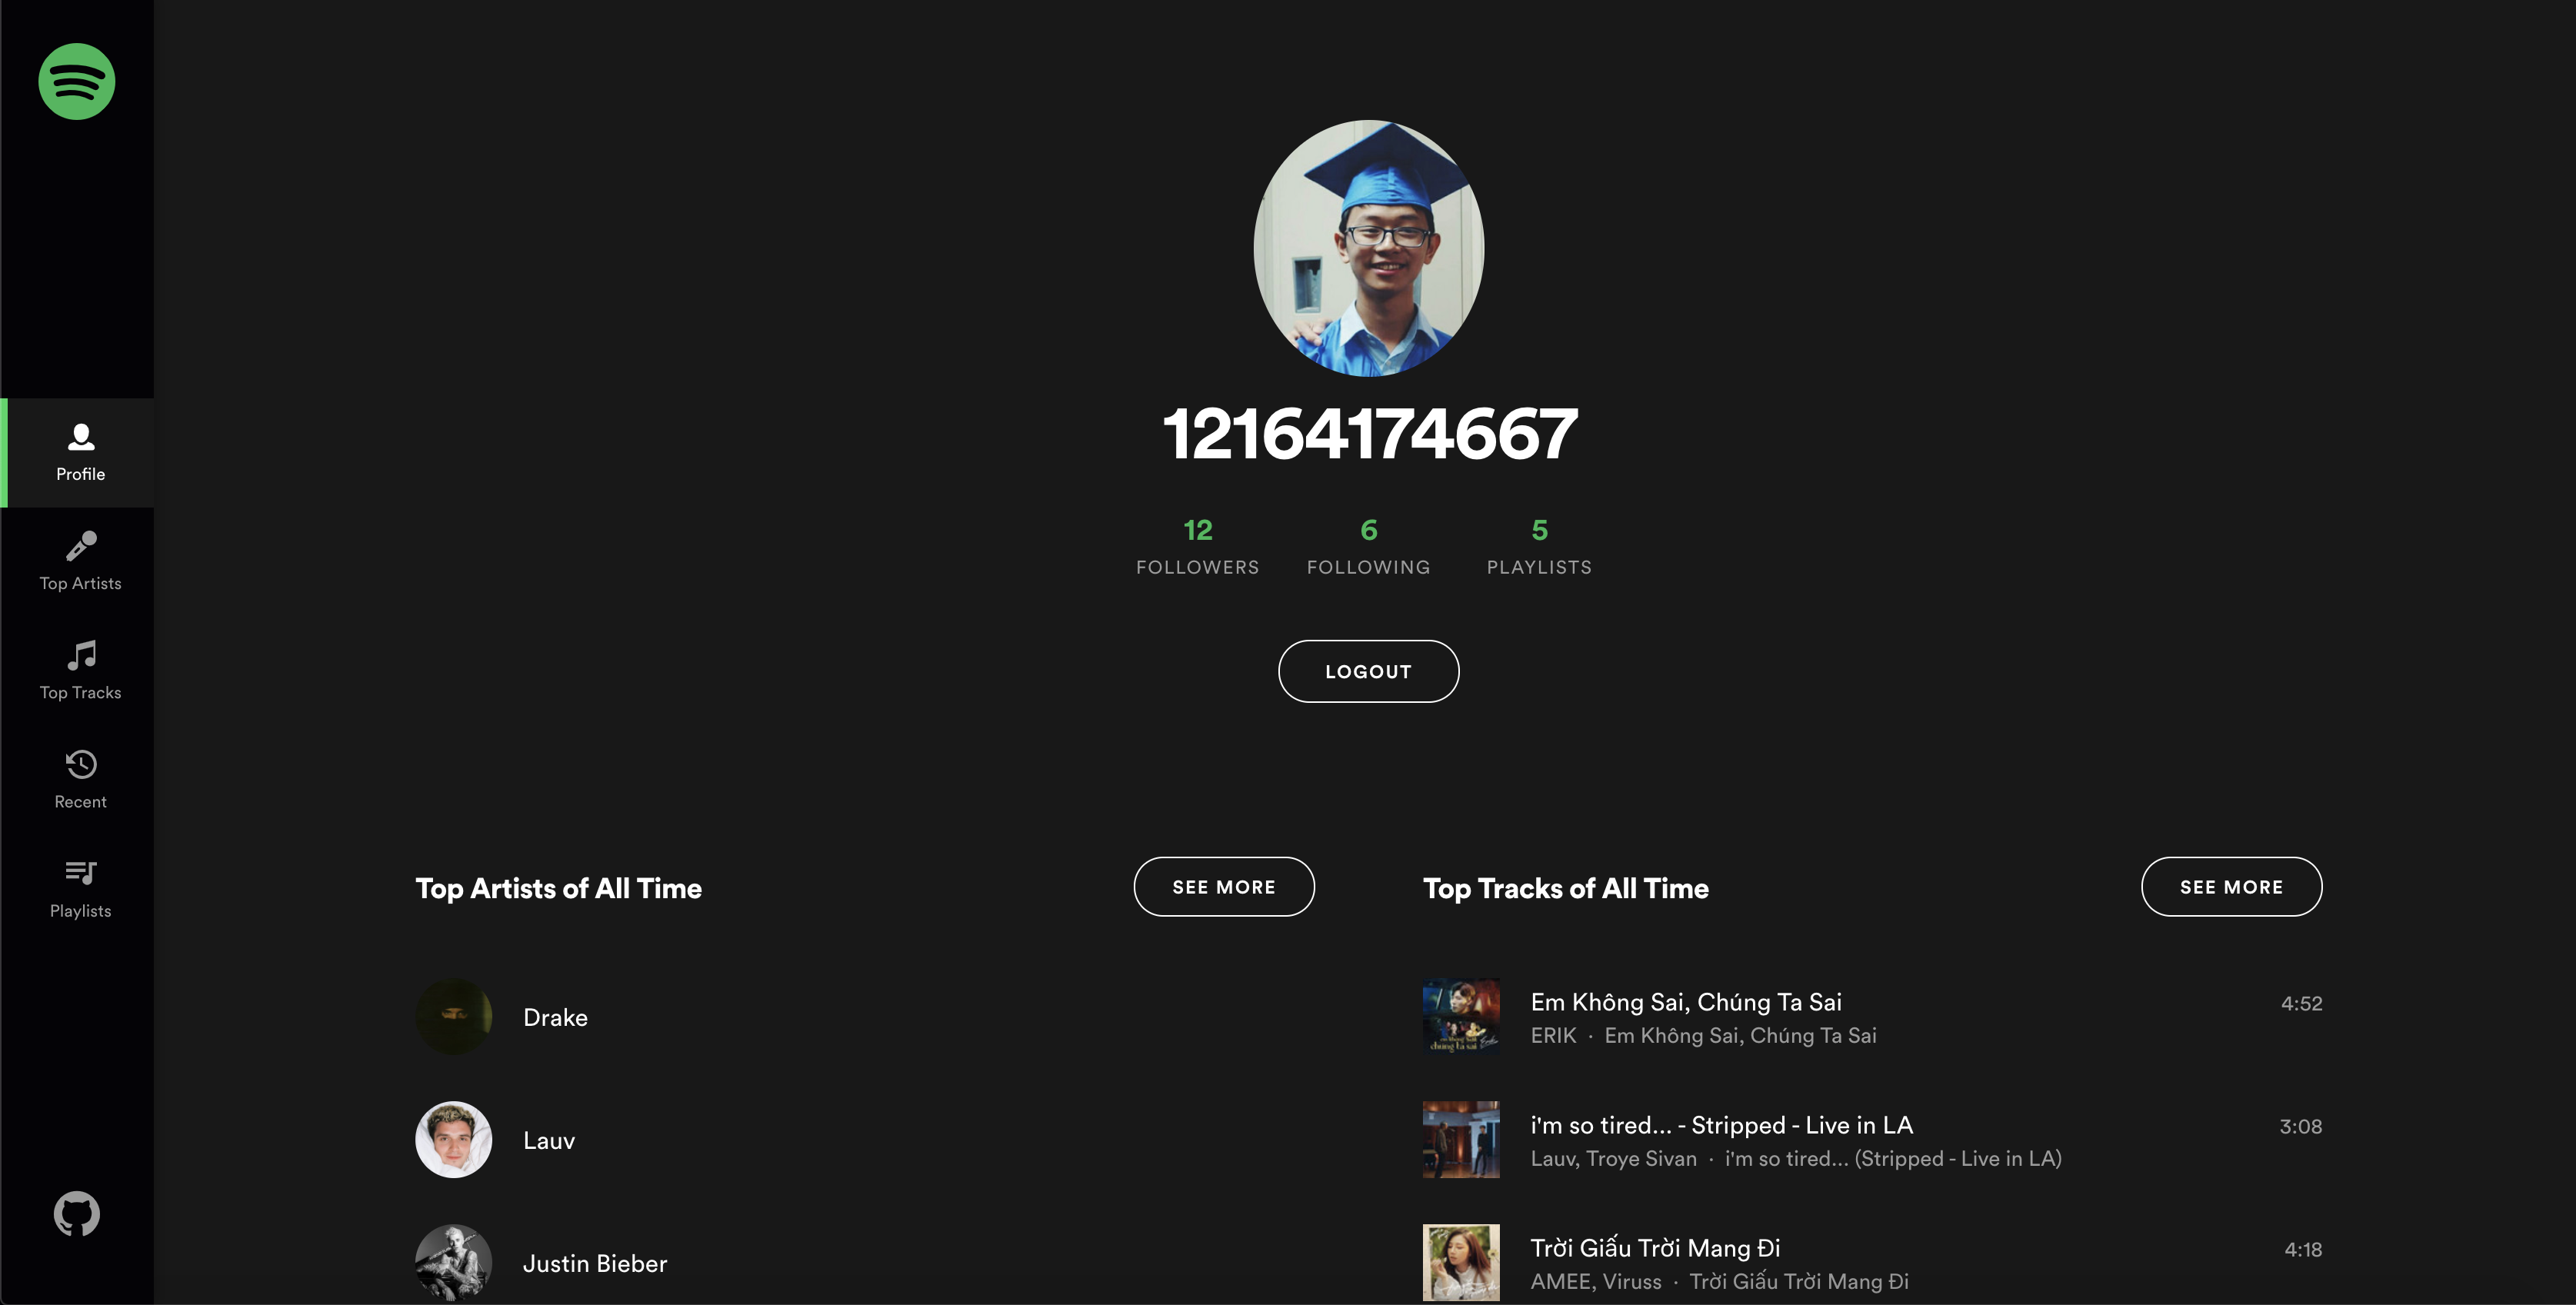 12164174667
12
FOLLOWERS
6
FOLLOWING
5
PLAYLISTS
LOGOUT
Profile
Top Artists
Top Tracks
Recent
Playlists
Top Artists of All Time
SEE MORE
Drake
Lauv
Justin Bieber
Top Tracks of All Time
SEE MORE
Em Không Sai, Chúng Ta Sai
4:52
ERIK · Em Không Sai, Chúng Ta Sai
i'm so tired... - Stripped - Live in LA
3:08
Lauv, Troye Sivan · i'm so tired... (Stripped - Live in LA)
Trời Giấu Trời Mang Đi
4:18
AMEE, Viruss · Trời Giấu Trời Mang Đi